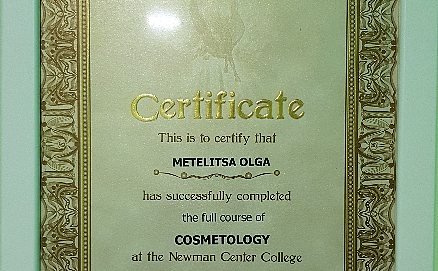 Certificate
This is to certify that
METELITSA OLGA
has successfully completed
the full course of
COSMETOLOGY
at the Newman Center College